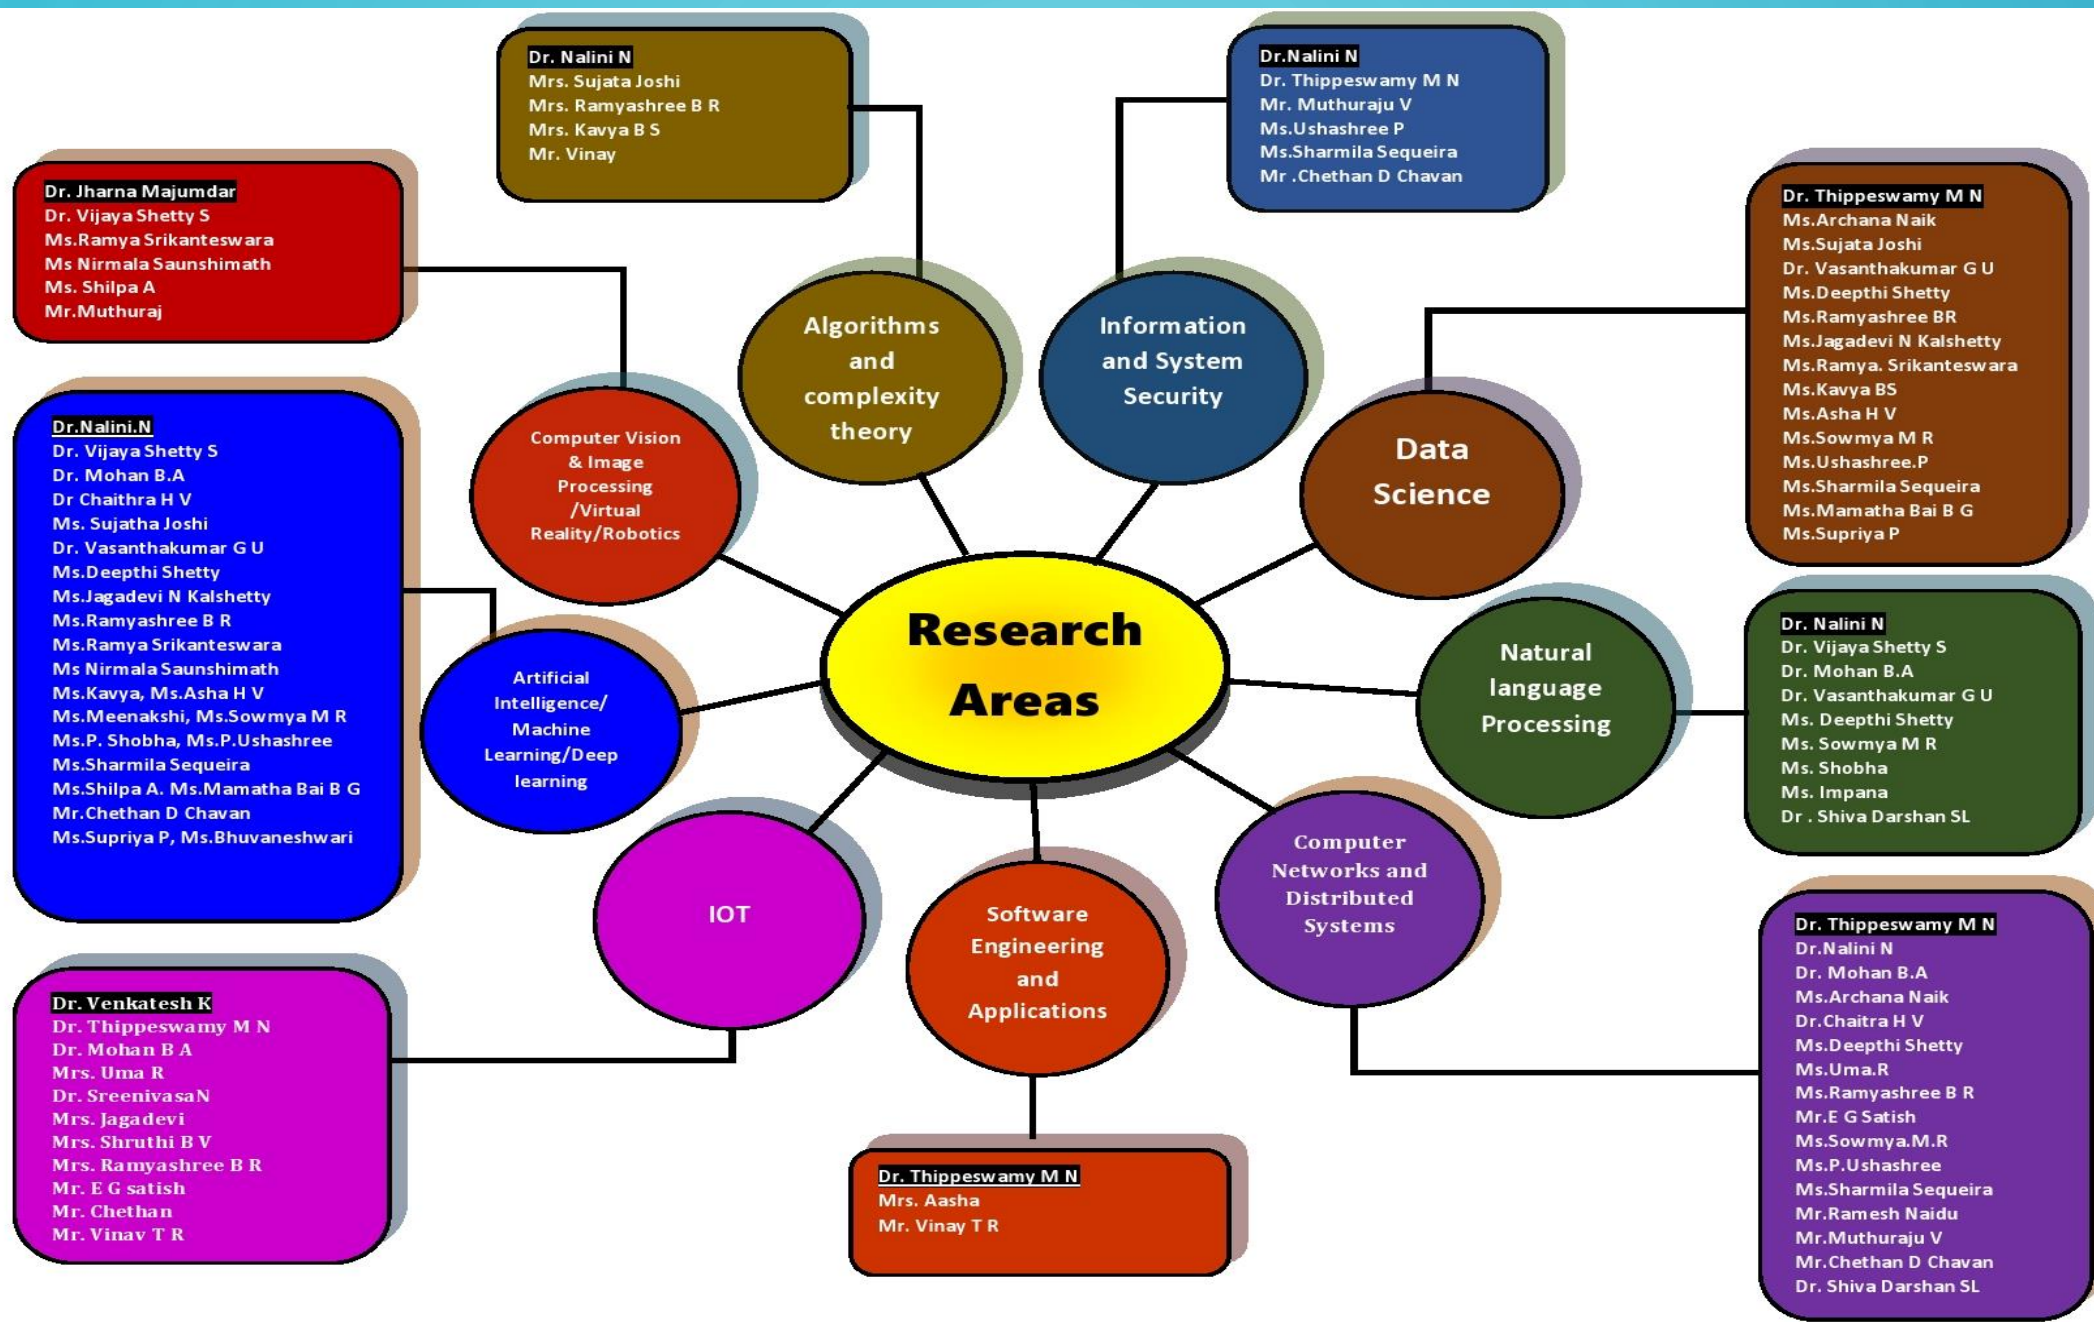 Dr. Nalini N
Mrs. Sujata Joshi
Mrs. Ramyashree B R
Mrs. Kavya B S
Mr. Vinay
Dr.Nalini N
Dr. Thippeswamy M N
Mr. Muthuraju V
Ms.Ushashree P
Ms.Sharmila Sequeira
Mr .Chethan D Chavan
Dr. Jharna Majumdar
Dr. Vijaya Shetty S
Ms.Ramya Srikanteswara
Ms Nirmala Saunshimath
Ms. Shilpa A
Mr.Muthuraj
Dr. Thippeswamy M N
Ms.Archana Naik
Ms.Sujata Joshi
Dr. Vasanthakumar G U
Ms.Deepthi Shetty
Ms.Ramyashree BR
Ms.Jagadevi N Kalshetty
Ms.Ramya. Srikanteswara
Ms.Kavya BS
Ms.Asha H V
Ms.Sowmya M R
Ms.Ushashree.P
Ms.Sharmila Sequeira
Ms.Mamatha Bai B G
Ms.Supriya P
Algorithms
and
complexity
theory
Information
and System
Security
Computer Vision
& Image
Processing
/Virtual
Reality/Robotics
Data
Science
Dr.Nalini.N
Dr. Vijaya Shetty S
Dr. Mohan B.A
Dr Chaithra H V
Ms. Sujatha Joshi
Dr. Vasanthakumar G U
Ms.Deepthi Shetty
Ms.Jagadevi N Kalshetty
Ms.Ramyashree B R
Ms.Ramya Srikanteswara
Ms Nirmala Saunshimath
Ms.Kavya, Ms.Asha H V
Ms.Meenakshi, Ms.Sowmya M R
Ms.P. Shobha, Ms.P.Ushashree
Ms.Sharmila Sequeira
Ms.Shilpa A. Ms.Mamatha Bai B G
Mr.Chethan D Chavan
Ms.Supriya P, Ms.Bhuvaneshwari
Artificial
Intelligence/
Machine
Learning/Deep
learning
Research
Areas
Natural
language
Processing
Dr. Nalini N
Dr. Vijaya Shetty S
Dr. Mohan B.A
Dr. Vasanthakumar G U
Ms. Deepthi Shetty
Ms. Sowmya M R
Ms. Shobha
Ms. Impana
Dr . Shiva Darshan SL
IOT
Software
Engineering
and
Applications
Computer
Networks and
Distributed
Systems
Dr. Venkatesh K
Dr. Thippeswamy M N
Dr. Mohan B A
Mrs. Uma R
Dr. SreenivasaN
Mrs. Jagadevi
Mrs. Shruthi B V
Mrs. Ramyashree B R
Mr. E G satish
Mr. Chethan
Mr. Vinav T R
Dr. Thippeswamy M N
Mrs. Aasha
Mr. Vinay T R
Dr. Thippeswamy M N
Dr.Nalini N
Dr. Mohan B.A
Ms.Archana Naik
Dr.Chaitra H V
Ms.Deepthi Shetty
Ms.Uma.R
Ms.Ramyashree B R
Mr.E G Satish
Ms.Sowmya.M.R
Ms.P.Ushashree
Ms.Sharmila Sequeira
Mr.Ramesh Naidu
Mr.Muthuraju V
Mr.Chethan D Chavan
Dr. Shiva Darshan SL